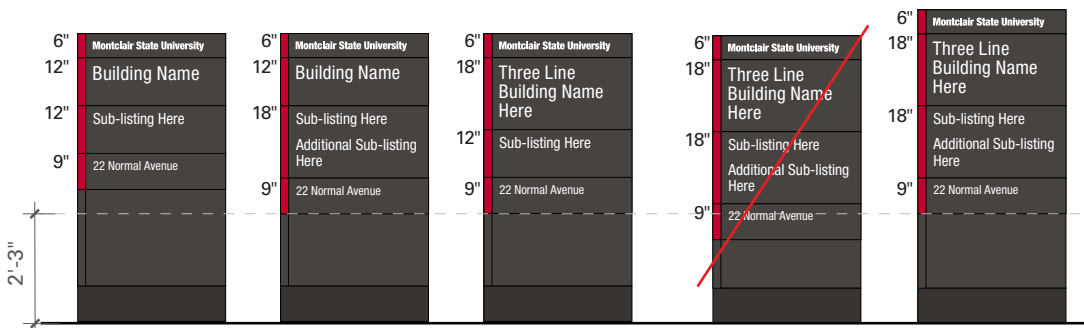 6"
Montclair State University
12"
Building Name
12"
Sub-listing Here
9"
22 Normal Avenue
6"
Montclair State University
12"
Building Name
18"
Sub-listing Here
Additional Sub-listing
Here
9"
22 Normal Avenue
6"
Montclair State University
18"
Three Line
Building Name
Here
12"
Sub-listing Here
9"
22 Normal Avenue
6"
Montclair State University
18"
Three Line
Building Name
Here
18"
Sub-listing Here
Additional Sub-listing
Here
9"
22 Normal Avenue
6"
Montclair State University
18"
Three Line
Building Name
Here
18"
Sub-listing Here
Additional Sub-listing
Here
9"
22 Normal Avenue
2'-3"